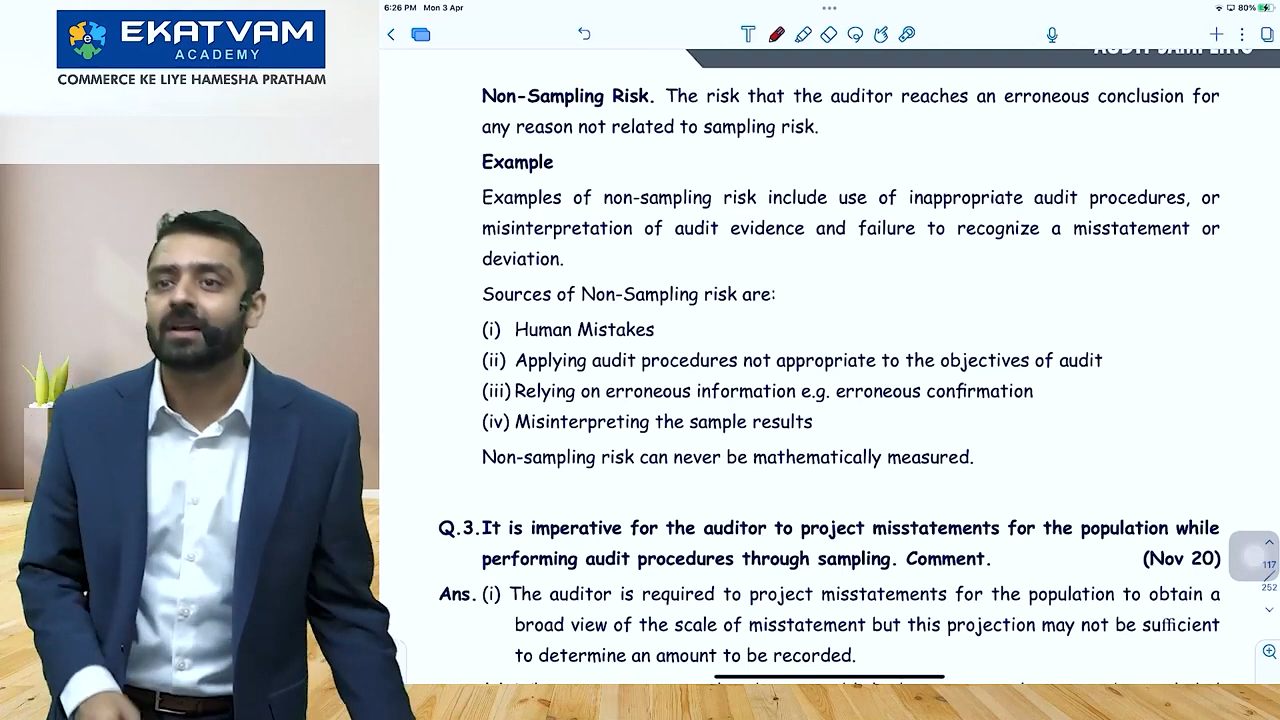 EKATVAM
ACADEMY
COMMERCE KE LIYE HAMESHA PRATHAM
6:26 PM Mon 3 Apr
80%
AUDIT SAMPLING
Non-Sampling Risk. The risk that the auditor reaches an erroneous conclusion for
any reason not related to sampling risk.
Example
Examples of non-sampling risk include use of inappropriate audit procedures, or
misinterpretation of audit evidence and failure to recognize a misstatement or
deviation.
Sources of Non-Sampling risk are:
(i) Human Mistakes
(ii) Applying audit procedures not appropriate to the objectives of audit
(iii) Relying on erroneous information e.g. erroneous confirmation
(iv) Misinterpreting the sample results
Non-sampling risk can never be mathematically measured.
Q.3. It is imperative for the auditor to project misstatements for the population while
performing audit procedures through sampling. Comment. (Nov 20)
117
252
Ans. (i) The auditor is required to project misstatements for the population to obtain a
broad view of the scale of misstatement but this projection may not be sufficient
to determine an amount to be recorded.